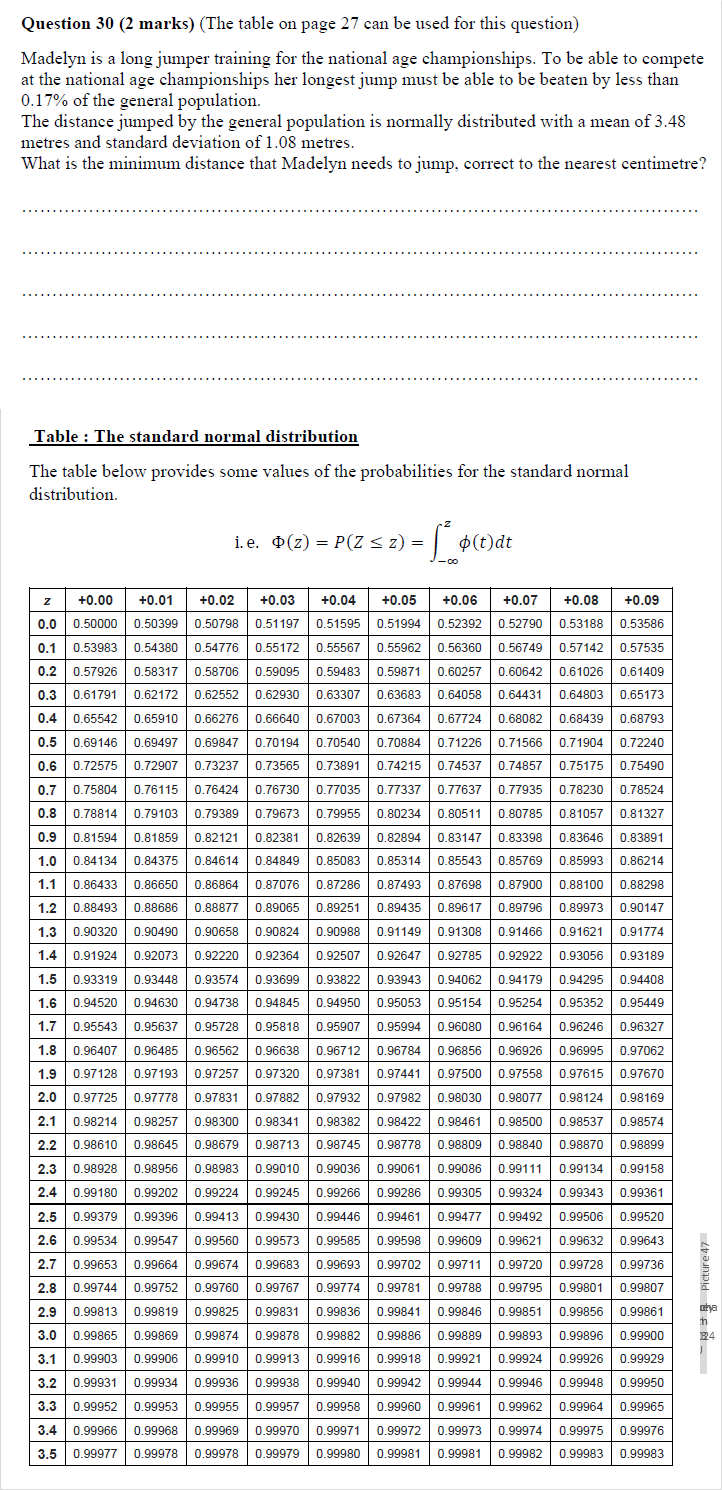 Question 30 (2 marks) (The table on page 27 can be used for this question)
Madelyn is a long jumper training for the national age championships. To be able to compete
at the national age championships her longest jump must be able to be beaten by less than
0.17% of the general population.
The distance jumped by the general population is normally distributed with a mean of 3.48
metres and standard deviation of 1.08 metres.
What is the minimum distance that Madelyn needs to jump, correct to the nearest centimetre?
Table : The standard normal distribution
The table below provides some values of the probabilities for the standard normal
distribution.
i.e. Φ(z) = P(Z ≤ z) = ∫_{-∞}^{z} ϕ(t)dt
z +0.00 +0.01 +0.02 +0.03 +0.04 +0.05 +0.06 +0.07 +0.08 +0.09
0.0 0.50000 0.50399 0.50798 0.51197 0.51595 0.51994 0.52392 0.52790 0.53188 0.53586
0.1 0.53983 0.54380 0.54776 0.55172 0.55567 0.55962 0.56360 0.56749 0.57142 0.57535
0.2 0.57926 0.58317 0.58706 0.59095 0.59483 0.59871 0.60257 0.60642 0.61026 0.61409
0.3 0.61791 0.62172 0.62552 0.62930 0.63307 0.63683 0.64058 0.64431 0.64803 0.65173
0.4 0.65542 0.65910 0.66276 0.66640 0.67003 0.67364 0.67724 0.68082 0.68439 0.68793
0.5 0.69146 0.69497 0.69847 0.70194 0.70540 0.70884 0.71226 0.71566 0.71904 0.72240
0.6 0.72575 0.72907 0.73237 0.73565 0.73891 0.74215 0.74537 0.74857 0.75175 0.75490
0.7 0.75804 0.76115 0.76424 0.76730 0.77035 0.77337 0.77637 0.77935 0.78230 0.78524
0.8 0.78814 0.79103 0.79389 0.79673 0.79955 0.80234 0.80511 0.80785 0.81057 0.81327
0.9 0.81594 0.81859 0.82121 0.82381 0.82639 0.82894 0.83147 0.83398 0.83646 0.83891
1.0 0.84134 0.84375 0.84614 0.84849 0.85083 0.85314 0.85543 0.85769 0.85993 0.86214
1.1 0.86433 0.86650 0.86864 0.87076 0.87286 0.87493 0.87698 0.87900 0.88100 0.88298
1.2 0.88493 0.88686 0.88877 0.89065 0.89251 0.89435 0.89617 0.89796 0.89973 0.90147
1.3 0.90320 0.90490 0.90658 0.90824 0.90988 0.91149 0.91308 0.91466 0.91621 0.91774
1.4 0.91924 0.92073 0.92220 0.92364 0.92507 0.92647 0.92785 0.92922 0.93056 0.93189
1.5 0.93319 0.93448 0.93574 0.93699 0.93822 0.93943 0.94062 0.94179 0.94295 0.94408
1.6 0.94520 0.94630 0.94738 0.94845 0.94950 0.95053 0.95154 0.95254 0.95352 0.95449
1.7 0.95543 0.95637 0.95728 0.95818 0.95907 0.95994 0.96080 0.96164 0.96246 0.96327
1.8 0.96407 0.96485 0.96562 0.96638 0.96712 0.96784 0.96856 0.96926 0.96995 0.97062
1.9 0.97128 0.97193 0.97257 0.97320 0.97381 0.97441 0.97500 0.97558 0.97615 0.97670
2.0 0.97725 0.97778 0.97831 0.97882 0.97932 0.97982 0.98030 0.98077 0.98124 0.98169
2.1 0.98214 0.98257 0.98300 0.98341 0.98382 0.98422 0.98461 0.98500 0.98537 0.98574
2.2 0.98610 0.98645 0.98679 0.98713 0.98745 0.98778 0.98809 0.98840 0.98870 0.98899
2.3 0.98928 0.98956 0.98983 0.99010 0.99036 0.99061 0.99086 0.99111 0.99134 0.99158
2.4 0.99180 0.99202 0.99224 0.99245 0.99266 0.99286 0.99305 0.99324 0.99343 0.99361
2.5 0.99379 0.99396 0.99413 0.99430 0.99446 0.99461 0.99477 0.99492 0.99506 0.99520
2.6 0.99534 0.99547 0.99560 0.99573 0.99585 0.99598 0.99609 0.99621 0.99632 0.99643
2.7 0.99653 0.99664 0.99674 0.99683 0.99693 0.99702 0.99711 0.99720 0.99728 0.99736
2.8 0.99744 0.99752 0.99760 0.99767 0.99774 0.99781 0.99788 0.99795 0.99801 0.99807
2.9 0.99813 0.99819 0.99825 0.99831 0.99836 0.99841 0.99846 0.99851 0.99856 0.99861
3.0 0.99865 0.99869 0.99874 0.99878 0.99882 0.99886 0.99889 0.99893 0.99896 0.99900
3.1 0.99903 0.99906 0.99910 0.99913 0.99916 0.99918 0.99921 0.99924 0.99926 0.99929
3.2 0.99931 0.99934 0.99936 0.99938 0.99940 0.99942 0.99944 0.99946 0.99948 0.99950
3.3 0.99952 0.99953 0.99955 0.99957 0.99958 0.99960 0.99961 0.99962 0.99964 0.99965
3.4 0.99966 0.99968 0.99969 0.99970 0.99971 0.99972 0.99973 0.99974 0.99975 0.99976
3.5 0.99977 0.99978 0.99978 0.99979 0.99980 0.99981 0.99981 0.99982 0.99983 0.99983
Picture 47